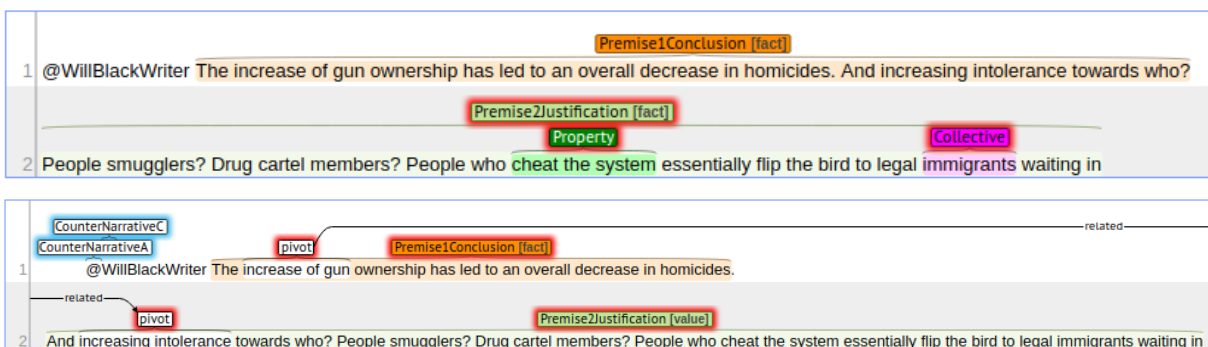 Premise1Conclusion [fact]
1 @WillBlackWriter The increase of gun ownership has led to an overall decrease in homicides. And increasing intolerance towards who?
Premise2Justification [fact]
Property Collective
2 People smugglers? Drug cartel members? People who cheat the system essentially flip the bird to legal immigrants waiting in
CounterNarrativeC related
CounterNarrativeA pivot Premise1Conclusion [fact]
1 @WillBlackWriter The increase of gun ownership has led to an overall decrease in homicides.
related
pivot Premise2Justification [value]
2 And increasing intolerance towards who? People smugglers? Drug cartel members? People who cheat the system essentially flip the bird to legal immigrants waiting in